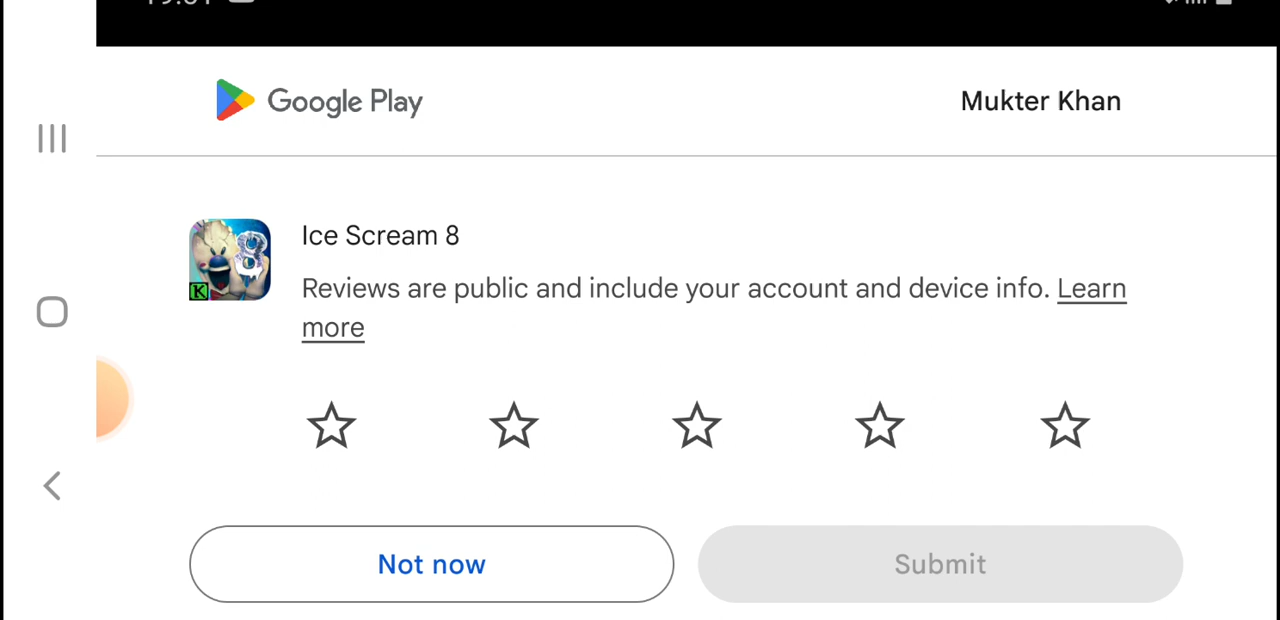 Google Play
Mukter Khan
Ice Scream 8
Reviews are public and include your account and device info. Learn
more
Not now
Submit